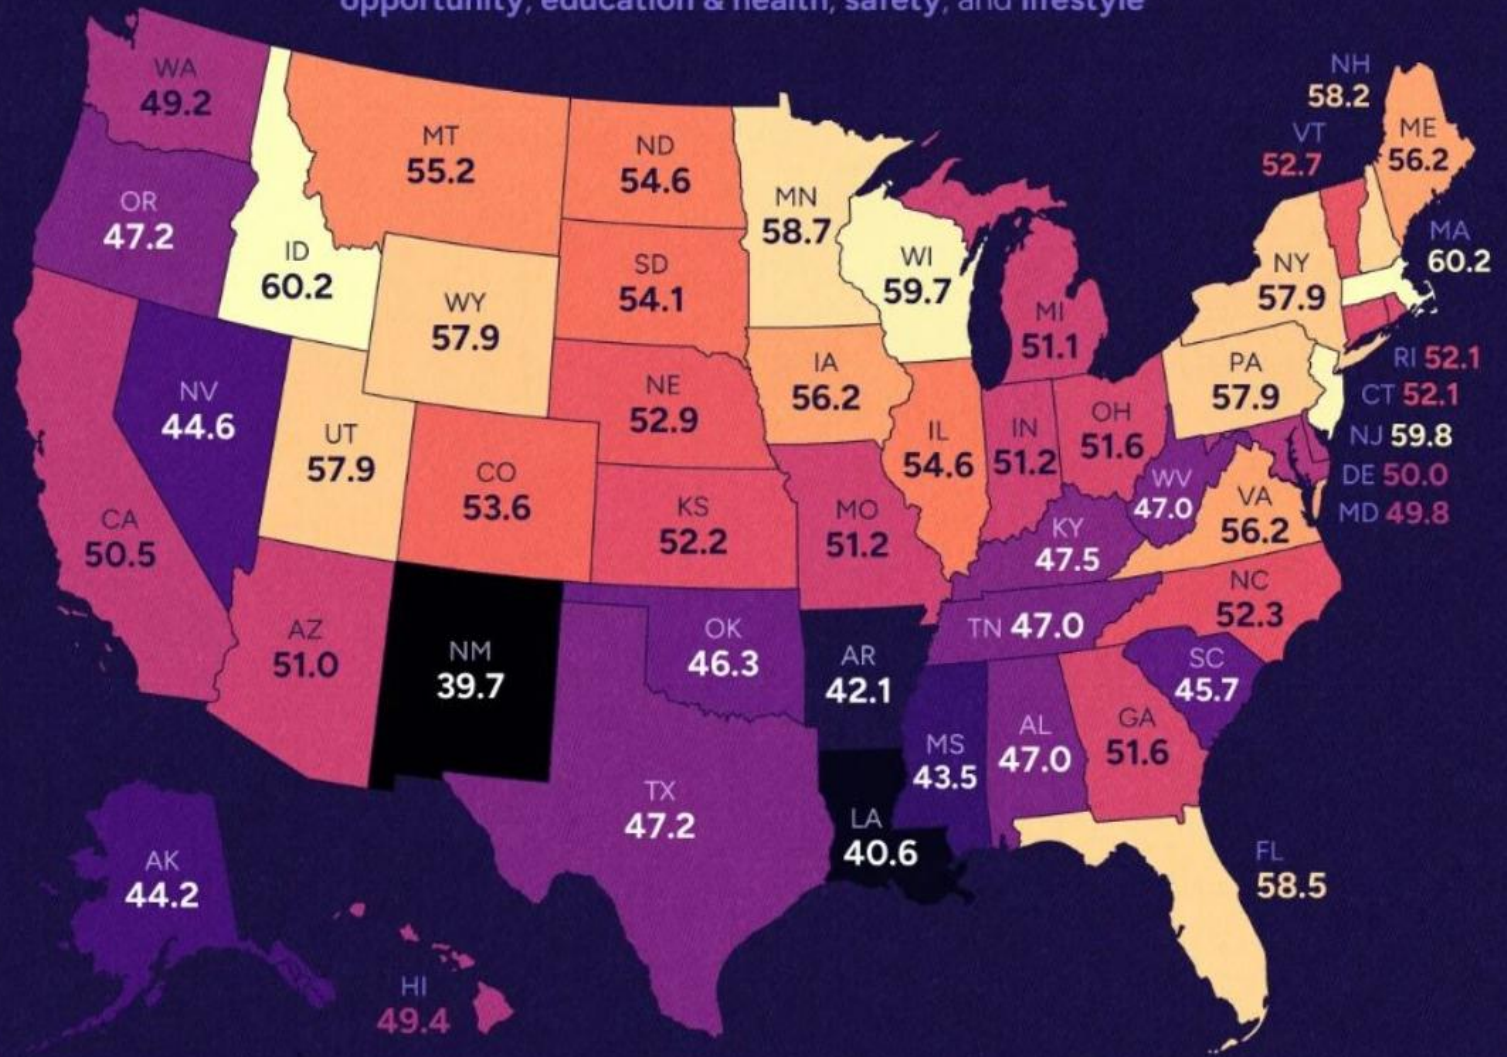 opportunity, education & health, safety, and lifestyle
WA
49.2
OR
47.2
ID
60.2
MT
55.2
ND
54.6
MN
58.7
WI
59.7
NH
58.2
VT
52.7
ME
56.2
MA
60.2
NY
57.9
SD
54.1
WY
57.9
MI
51.1
RI 52.1
CT 52.1
NJ 59.8
DE 50.0
MD 49.8
NV
44.6
UT
57.9
NE
52.9
IA
56.2
PA
57.9
CO
53.6
IL
54.6
IN
51.2
OH
51.6
WV
47.0
VA
56.2
CA
50.5
KS
52.2
MO
51.2
KY
47.5
NC
52.3
AZ
51.0
NM
39.7
OK
46.3
AR
42.1
TN 47.0
SC
45.7
MS
43.5
AL
47.0
GA
51.6
TX
47.2
LA
40.6
FL
58.5
AK
44.2
HI
49.4